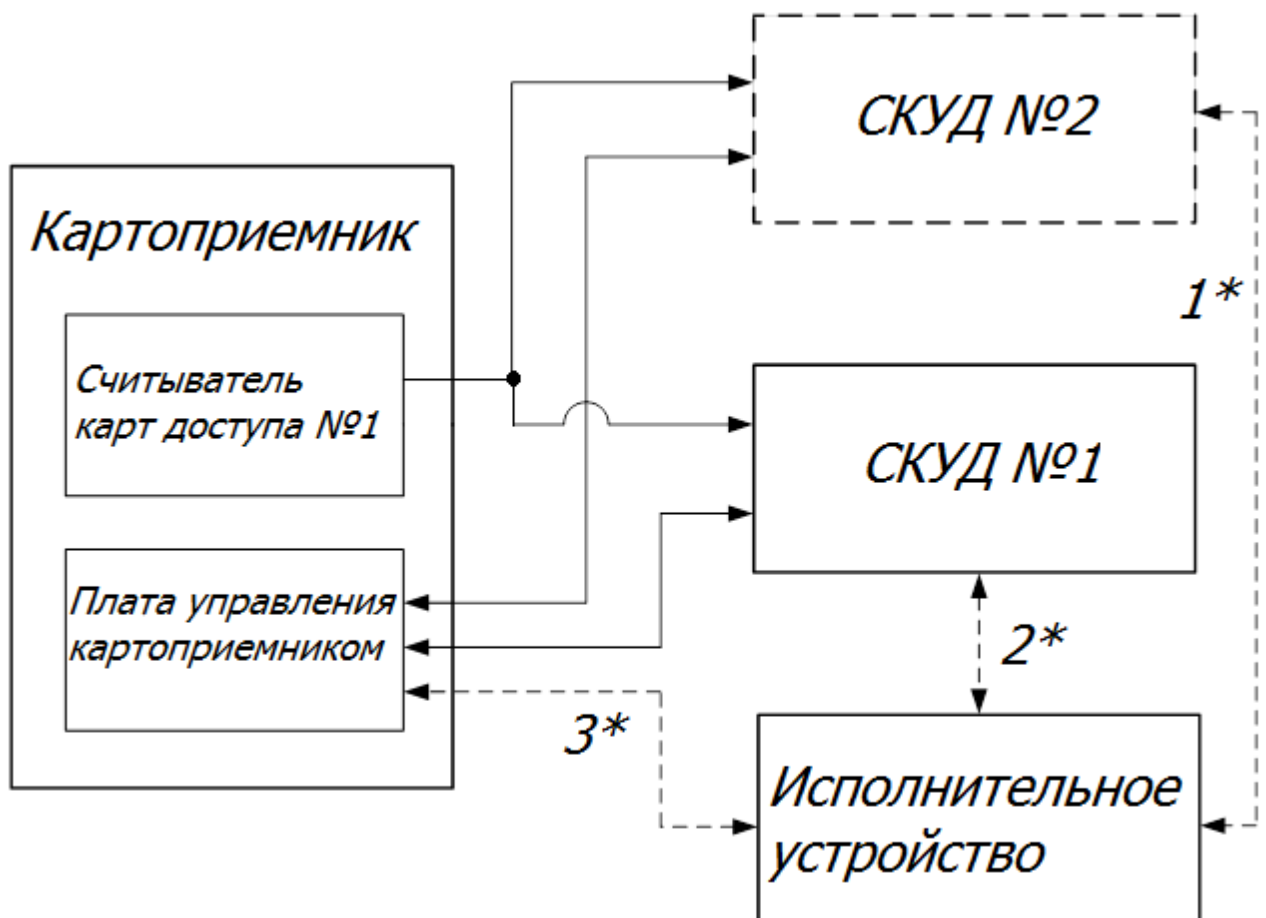 СКУД №2
Картоприемник
1*
Считыватель
карт доступа №1
СКУД №1
Плата управления
картоприемником
2*
3*
Исполнительное
устройство